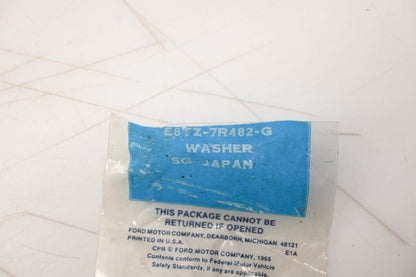 E8TZ-7R482-G
WASHER
SG JAPAN
THIS PACKAGE CANNOT BE
RETURNED IF OPENED
FORD MOTOR COMPANY, DEARBORN, MICHIGAN 48121
PRINTED IN U.S.A. E1A
CPR © FORD MOTOR COMPANY, 1966
Contents conform to Federal Motor Vehicle
Safety Standards, if any are applicable.